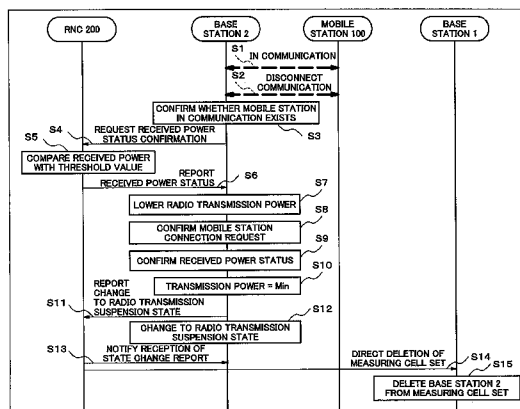 RNC 200
BASE
STATION 2
MOBILE
STATION 100
BASE
STATION 1
S1
IN COMMUNICATION
S2
DISCONNECT
COMMUNICATION
CONFIRM WHETHER MOBILE STATION
IN COMMUNICATION EXISTS
S3
S4
REQUEST RECEIVED POWER
STATUS CONFIRMATION
S5
COMPARE RECEIVED POWER
WITH THRESHOLD VALUE
REPORT
RECEIVED POWER STATUS
S6
S7
LOWER RADIO TRANSMISSION POWER
S8
CONFIRM MOBILE STATION
CONNECTION REQUEST
S9
CONFIRM RECEIVED POWER STATUS
S10
TRANSMISSION POWER = Min
REPORT
CHANGE
TO RADIO TRANSMISSION
SUSPENSION STATE
S11
S12
CHANGE TO RADIO TRANSMISSION
SUSPENSION STATE
S13
NOTIFY RECEPTION OF
STATE CHANGE REPORT
DIRECT DELETION OF
MEASURING CELL SET
S14
S15
DELETE BASE STATION 2
FROM MEASURING CELL SET